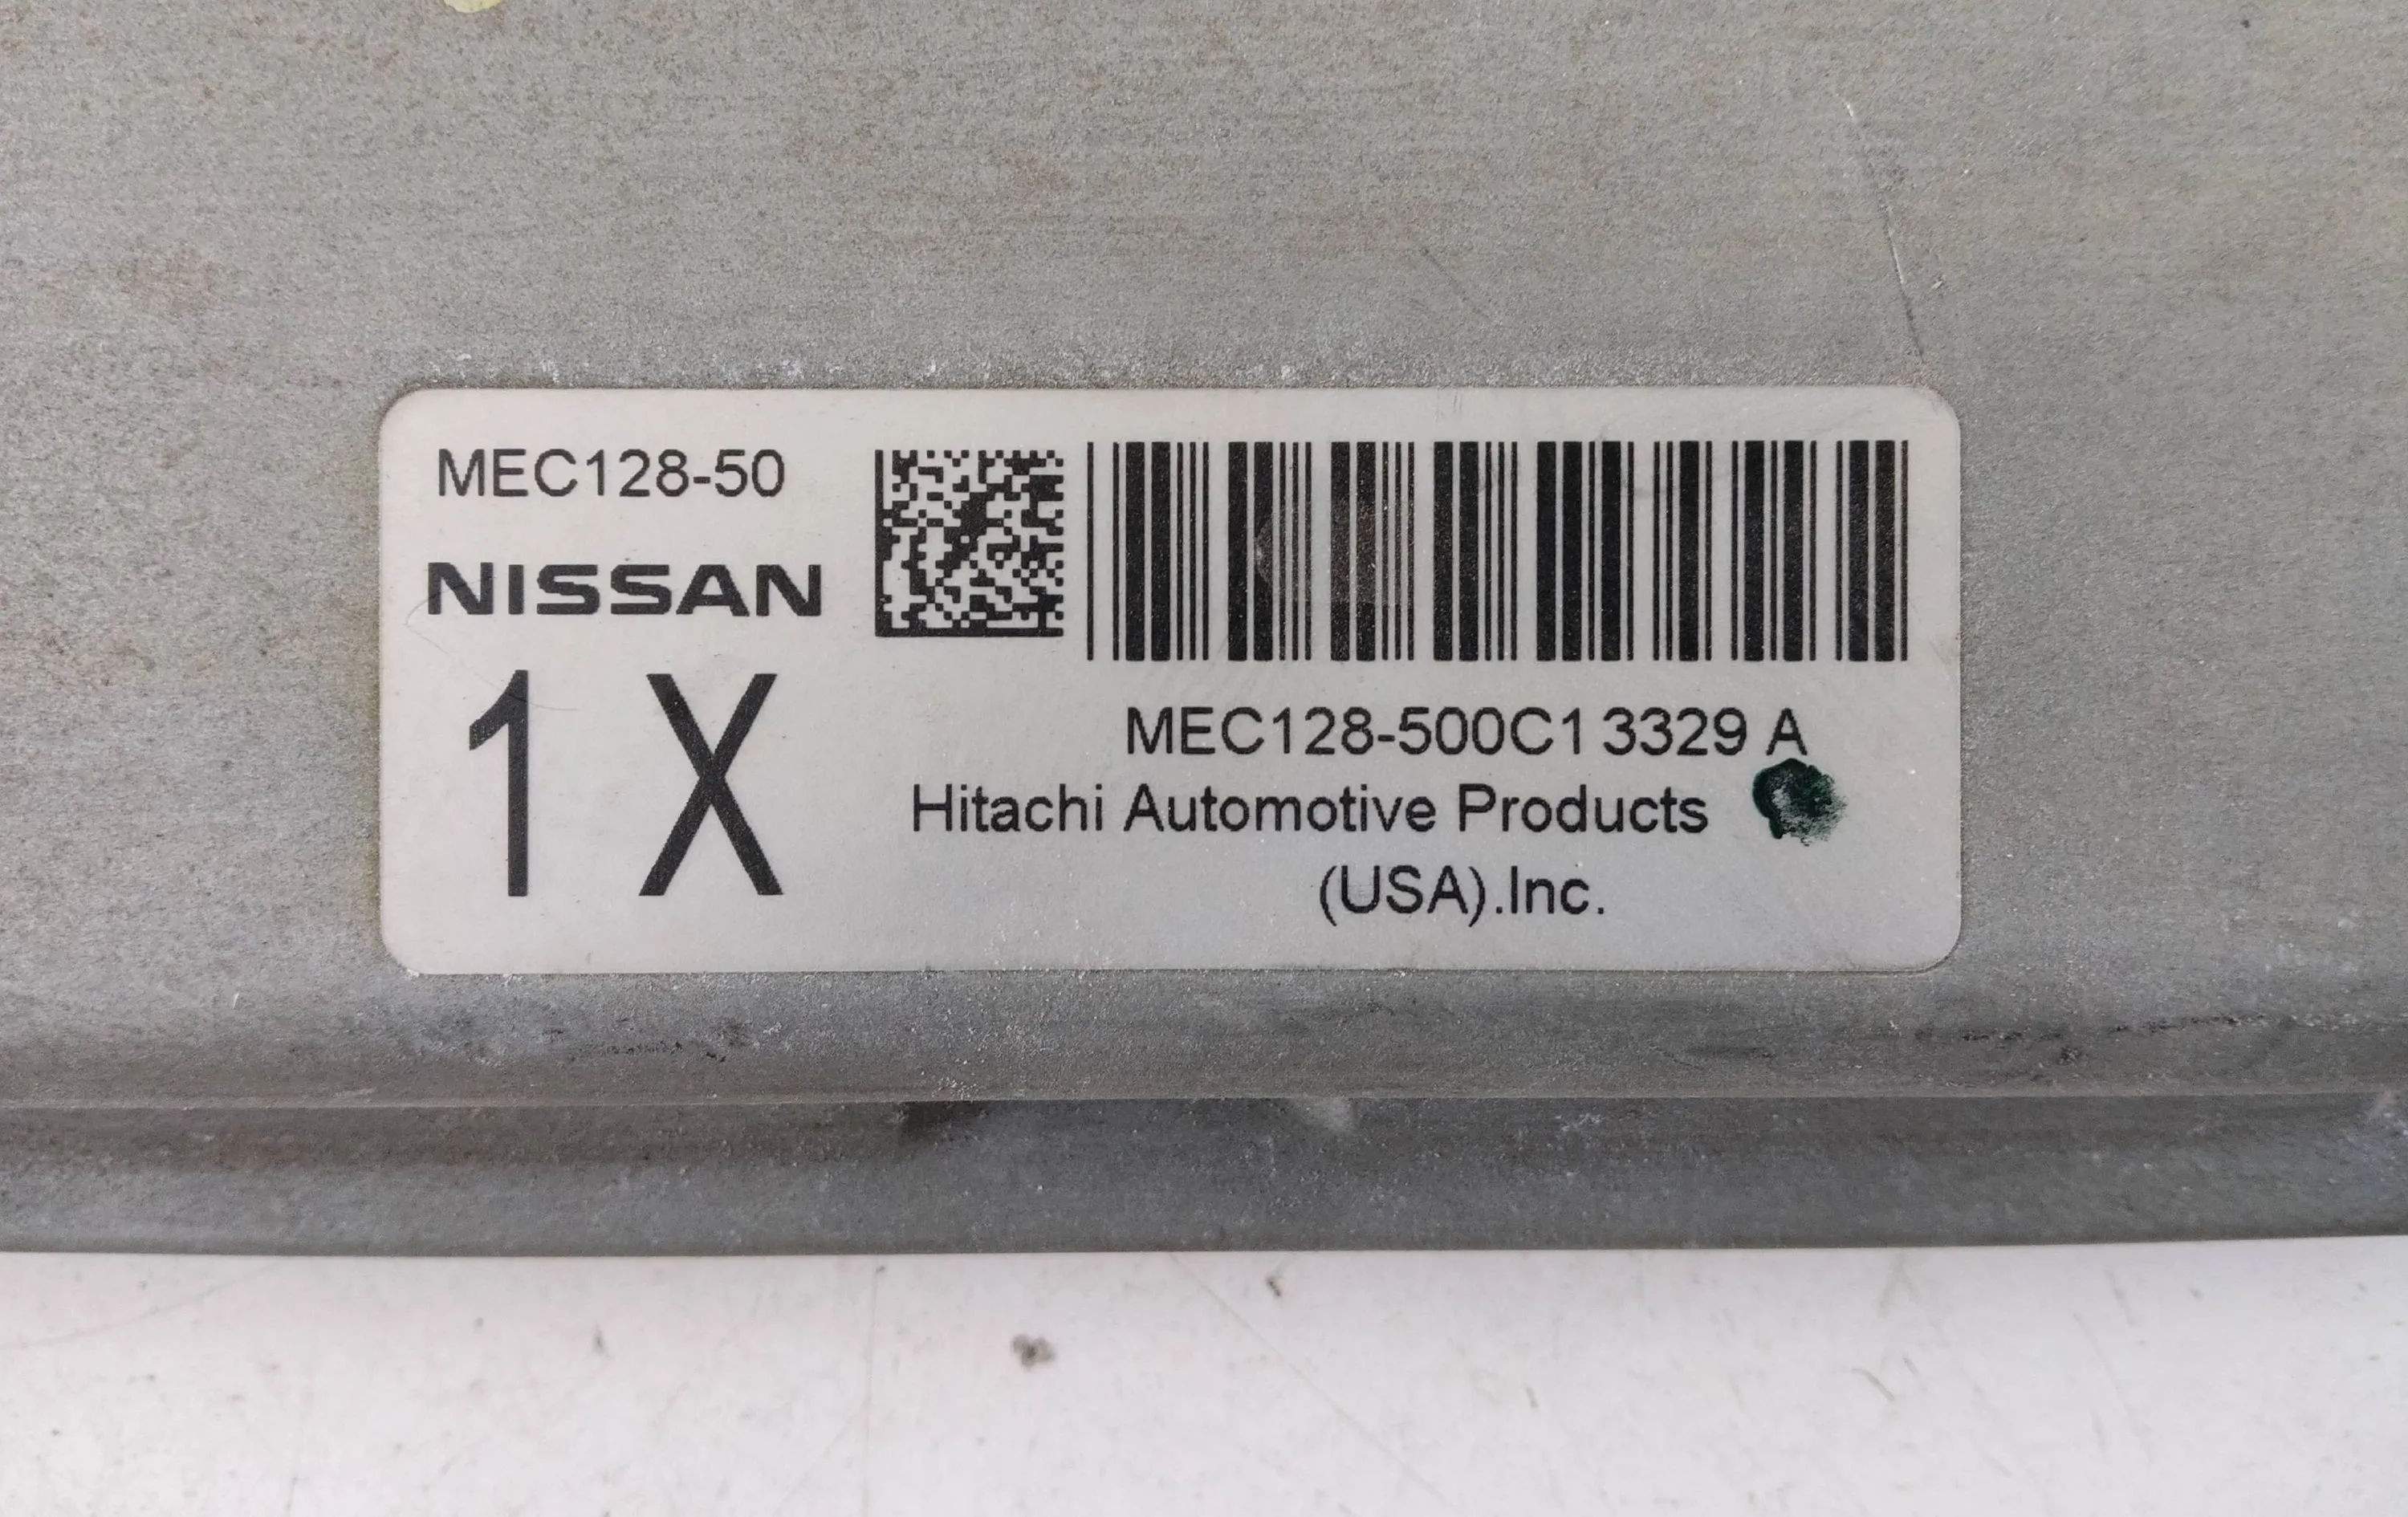 MEC128-50
NISSAN
1 X
MEC128-500C1 3329 A
Hitachi Automotive Products
(USA).Inc.